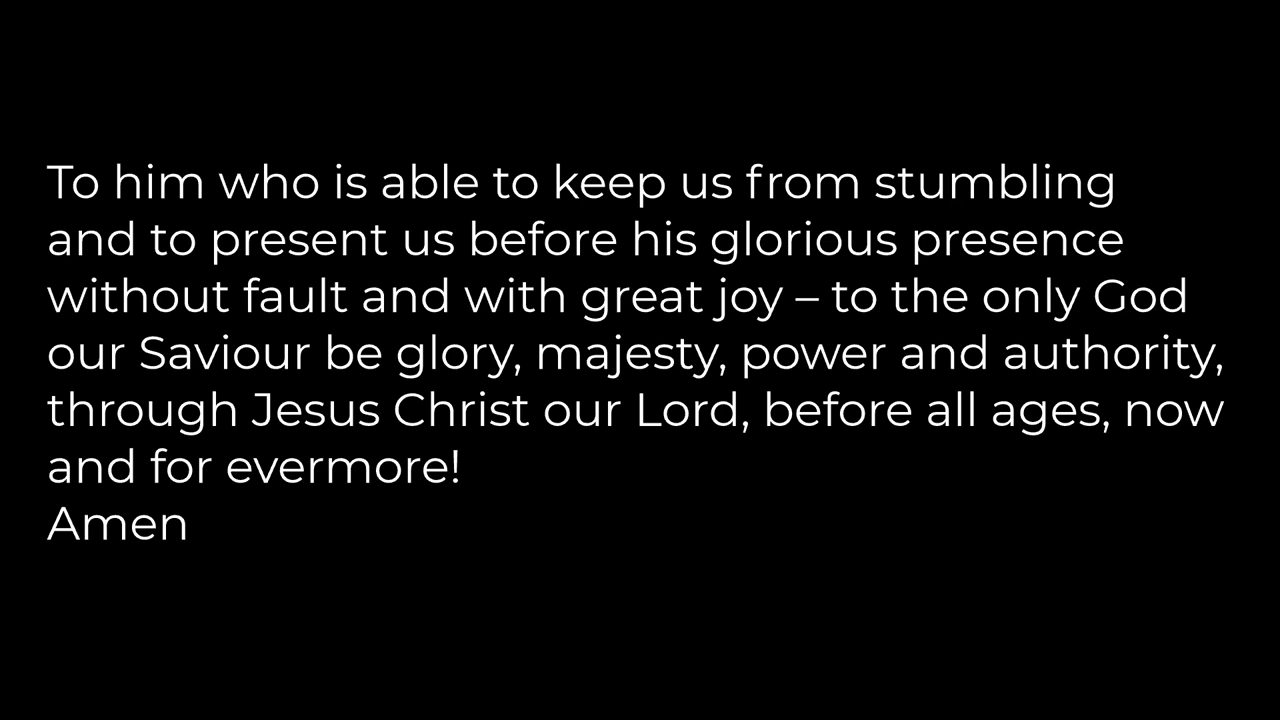 To him who is able to keep us from stumbling
and to present us before his glorious presence
without fault and with great joy – to the only God
our Saviour be glory, majesty, power and authority,
through Jesus Christ our Lord, before all ages, now
and for evermore!
Amen